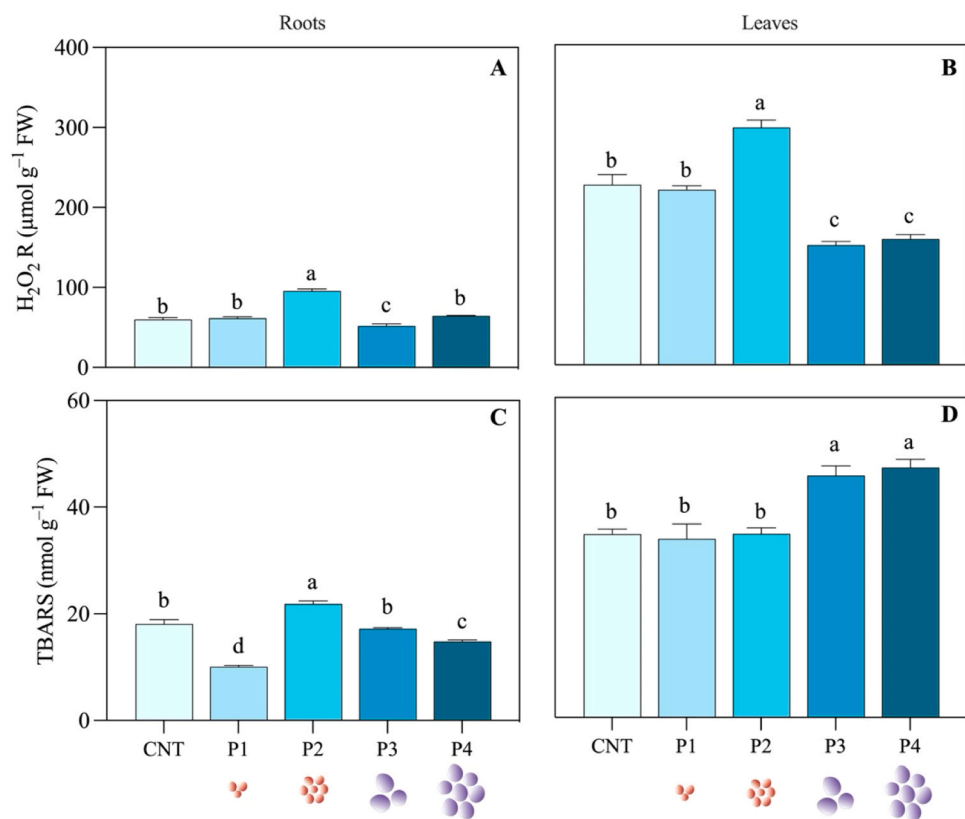 Roots
Leaves
H₂O₂ R (μmol g⁻¹ FW)
400
300
200
100
0
A
b
b
a
c
b
B
b
b
a
c
c
TBARS (nmol g⁻¹ FW)
60
40
20
0
C
b
d
a
b
c
D
b
b
b
a
a
CNT P1 P2 P3 P4
CNT P1 P2 P3 P4